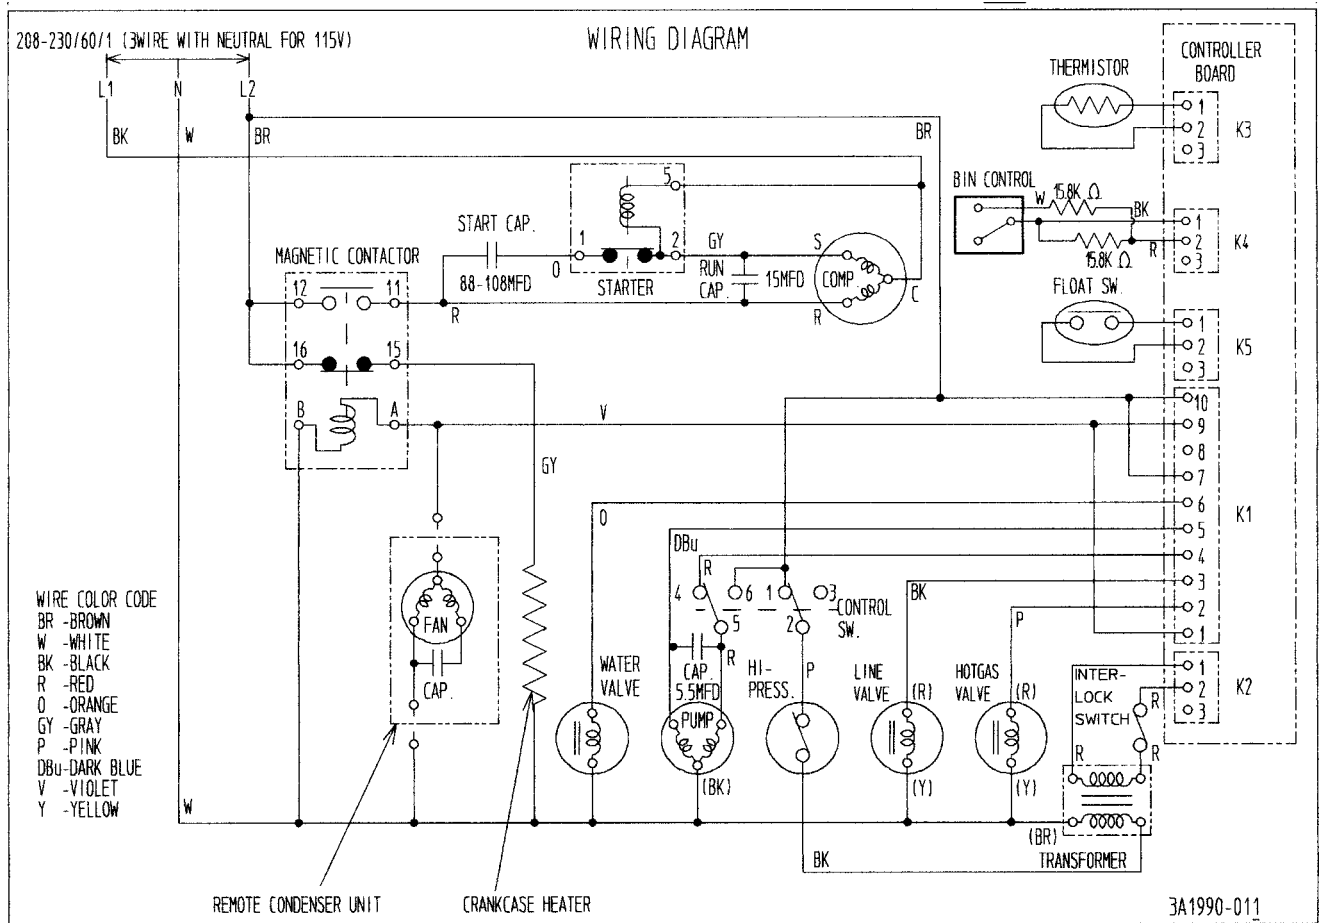 WIRING DIAGRAM
208-230/60/1 (3WIRE WITH NEUTRAL FOR 115V)
L1 N L2
BK W BR
BR
CONTROLLER
BOARD
THERMISTOR
1
2
3
K3
BIN CONTROL
W 15.8K Ω
BK
R
15.8K Ω
1
2
3
K4
FLOAT SW.
1
2
3
K5
START CAP.
88-108MFD
O
1
5
2
STARTER
GY
RUN
CAP.
15MFD
S
COMP.
R
C
R
MAGNETIC CONTACTOR
12 11
16 15
B A
V
GY
10
9
8
7
6
5
4
3
2
1
K1
O
DBu
R
4 6 1 3
5 2
CONTROL
SW.
BK
P
FAN
CAP.
WATER
VALVE
CAP.
5.5MFD
R
PUMP
(BK)
HI-
PRESS.
P
LINE
VALVE
(R)
(Y)
HOTGAS
VALVE
(R)
(Y)
INTER-
LOCK
SWITCH
R
R
R
1
2
3
K2
(BR)
TRANSFORMER
BK
W
WIRE COLOR CODE
BR -BROWN
W -WHITE
BK -BLACK
R -RED
O -ORANGE
GY -GRAY
P -PINK
DBu-DARK BLUE
V -VIOLET
Y -YELLOW
REMOTE CONDENSER UNIT
CRANKCASE HEATER
3A1990-011